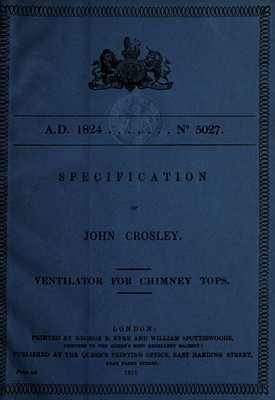 A.D. 1824 . . . . . . . Nº 5027.
SPECIFICATION
OF
JOHN CROSLEY.
VENTILATOR FOR CHIMNEY TOPS.
LONDON:
PRINTED BY GEORGE E. EYRE AND WILLIAM SPOTTISWOODE,
PRINTERS TO THE QUEEN'S MOST EXCELLENT MAJESTY:
PUBLISHED AT THE QUEEN'S PRINTING OFFICE, EAST HARDING STREET,
NEAR FLEET STREET.